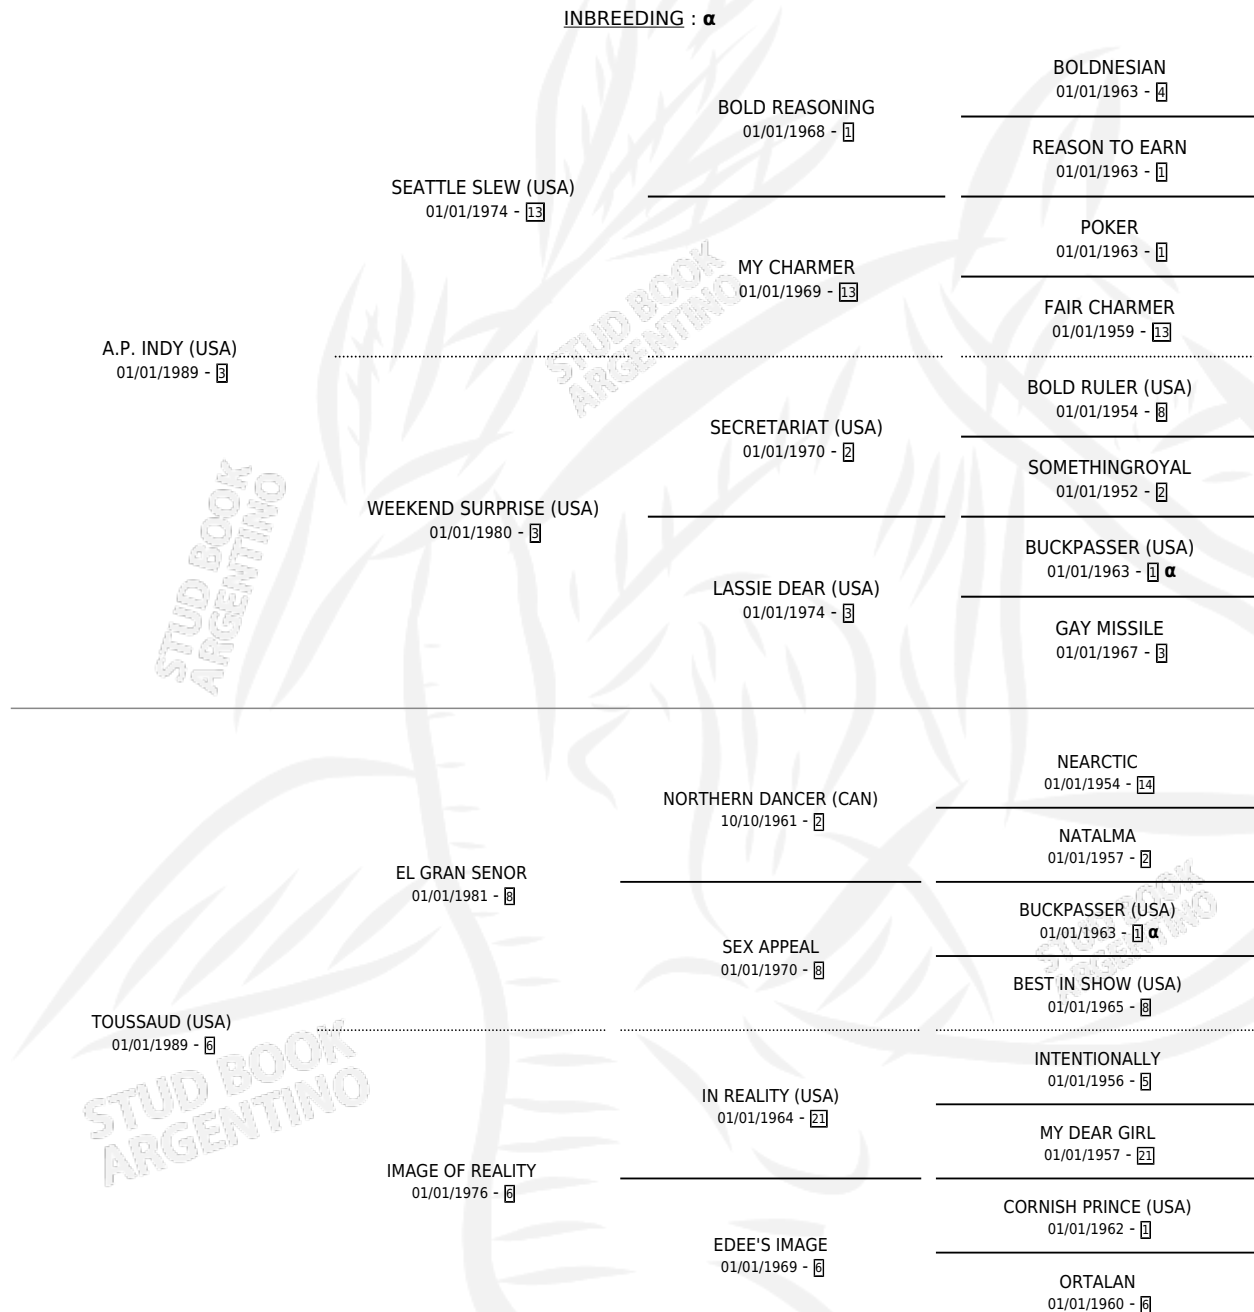 INBREEDING : α
BOLDNESIAN
01/01/1963 - 4
BOLD REASONING
01/01/1968 - 1
REASON TO EARN
01/01/1963 - 1
SEATTLE SLEW (USA)
01/01/1974 - 13
POKER
01/01/1963 - 1
MY CHARMER
01/01/1969 - 13
FAIR CHARMER
01/01/1959 - 13
A.P. INDY (USA)
01/01/1989 - 3
BOLD RULER (USA)
01/01/1954 - 8
SECRETARIAT (USA)
01/01/1970 - 2
SOMETHINGROYAL
01/01/1952 - 2
WEEKEND SURPRISE (USA)
01/01/1980 - 3
BUCKPASSER (USA)
01/01/1963 - 1 α
LASSIE DEAR (USA)
01/01/1974 - 3
GAY MISSILE
01/01/1967 - 3
NEARCTIC
01/01/1954 - 14
NORTHERN DANCER (CAN)
10/10/1961 - 2
NATALMA
01/01/1957 - 2
EL GRAN SENOR
01/01/1981 - 8
BUCKPASSER (USA)
01/01/1963 - 1 α
SEX APPEAL
01/01/1970 - 8
BEST IN SHOW (USA)
01/01/1965 - 8
TOUSSAUD (USA)
01/01/1989 - 6
INTENTIONALLY
01/01/1956 - 5
IN REALITY (USA)
01/01/1964 - 21
MY DEAR GIRL
01/01/1957 - 21
IMAGE OF REALITY
01/01/1976 - 6
CORNISH PRINCE (USA)
01/01/1962 - 1
EDEE'S IMAGE
01/01/1969 - 6
ORTALAN
01/01/1960 - 6
STUD BOOK
ARGENTINO
STUD BOOK
ARGENTINO
STUD BOOK
ARGENTINO
STUD BOOK
ARGENTINO